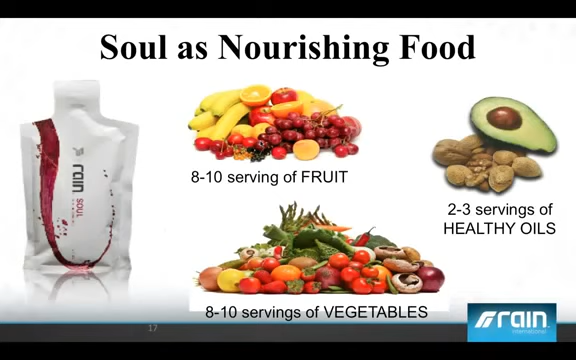 Soul as Nourishing Food
rain
SOUL
8-10 serving of FRUIT
2-3 servings of
HEALTHY OILS
8-10 servings of VEGETABLES
17
rain
international